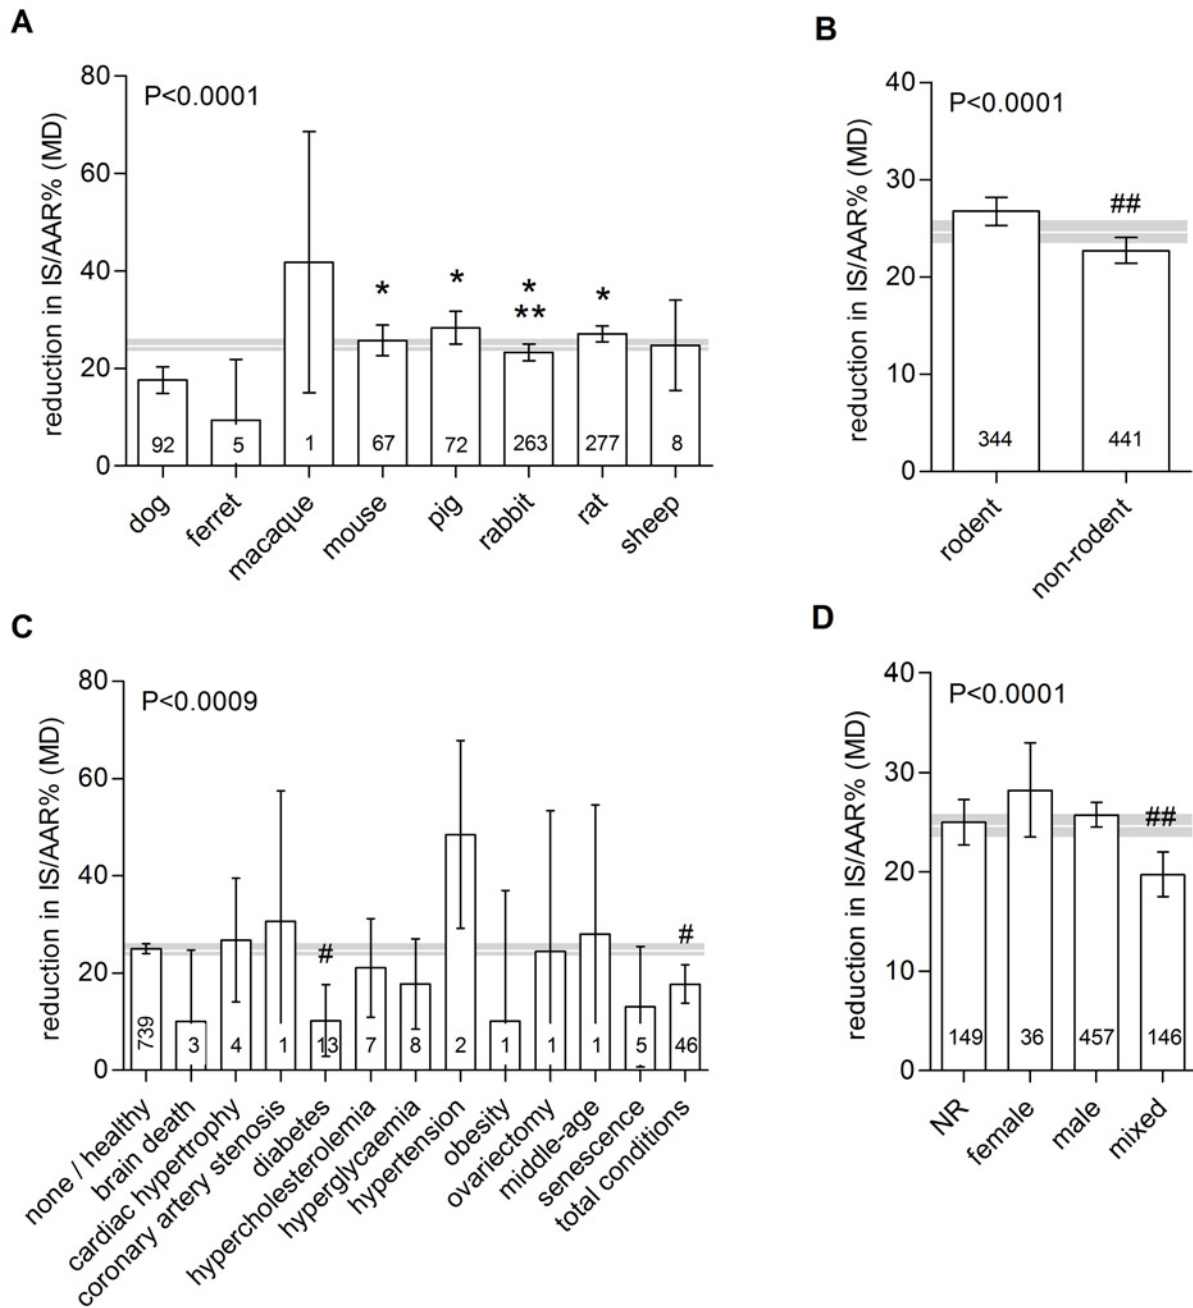 A
reduction in IS/AAR% (MD)
80
60
40
20
0
P<0.0001
*
*
*
**
*
92
5
1
67
72
263
277
8
dog
ferret
macaque
mouse
pig
rabbit
rat
sheep
B
reduction in IS/AAR% (MD)
40
30
20
10
0
P<0.0001
##
344
441
rodent
non-rodent
C
reduction in IS/AAR% (MD)
80
60
40
20
0
P<0.0009
#
#
739
3
4
1
13
7
8
2
1
1
1
5
46
none / healthy
brain death
cardiac hypertrophy
coronary artery stenosis
diabetes
hypercholesterolemia
hyperglycaemia
hypertension
obesity
ovariectomy
middle-age
senescence
total conditions
D
reduction in IS/AAR% (MD)
40
30
20
10
0
P<0.0001
##
149
36
457
146
NR
female
male
mixed